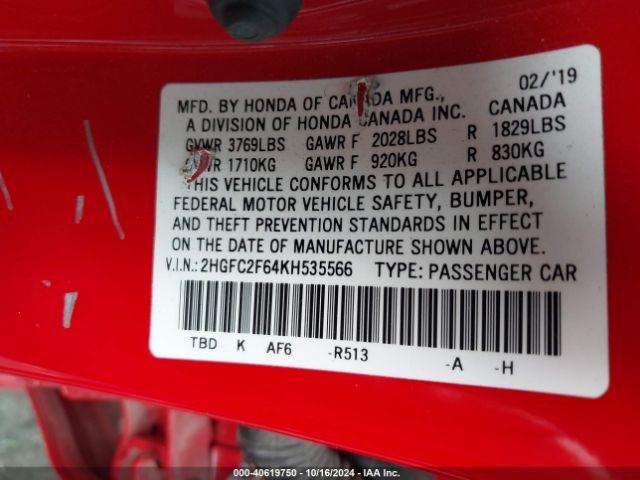 02/'19
MFD. BY HONDA OF CANADA MFG.,
A DIVISION OF HONDA CANADA INC. CANADA
GVWR 3769LBS GAWR F 2028LBS R 1829LBS
GVWR 1710KG GAWR F 920KG R 830KG
THIS VEHICLE CONFORMS TO ALL APPLICABLE
FEDERAL MOTOR VEHICLE SAFETY, BUMPER,
AND THEFT PREVENTION STANDARDS IN EFFECT
ON THE DATE OF MANUFACTURE SHOWN ABOVE.
V.I.N.: 2HGFC2F64KH535566 TYPE: PASSENGER CAR
TBD K AF6 -R513 -A -H
000-40619750 - 10/16/2024 - IAA Inc.